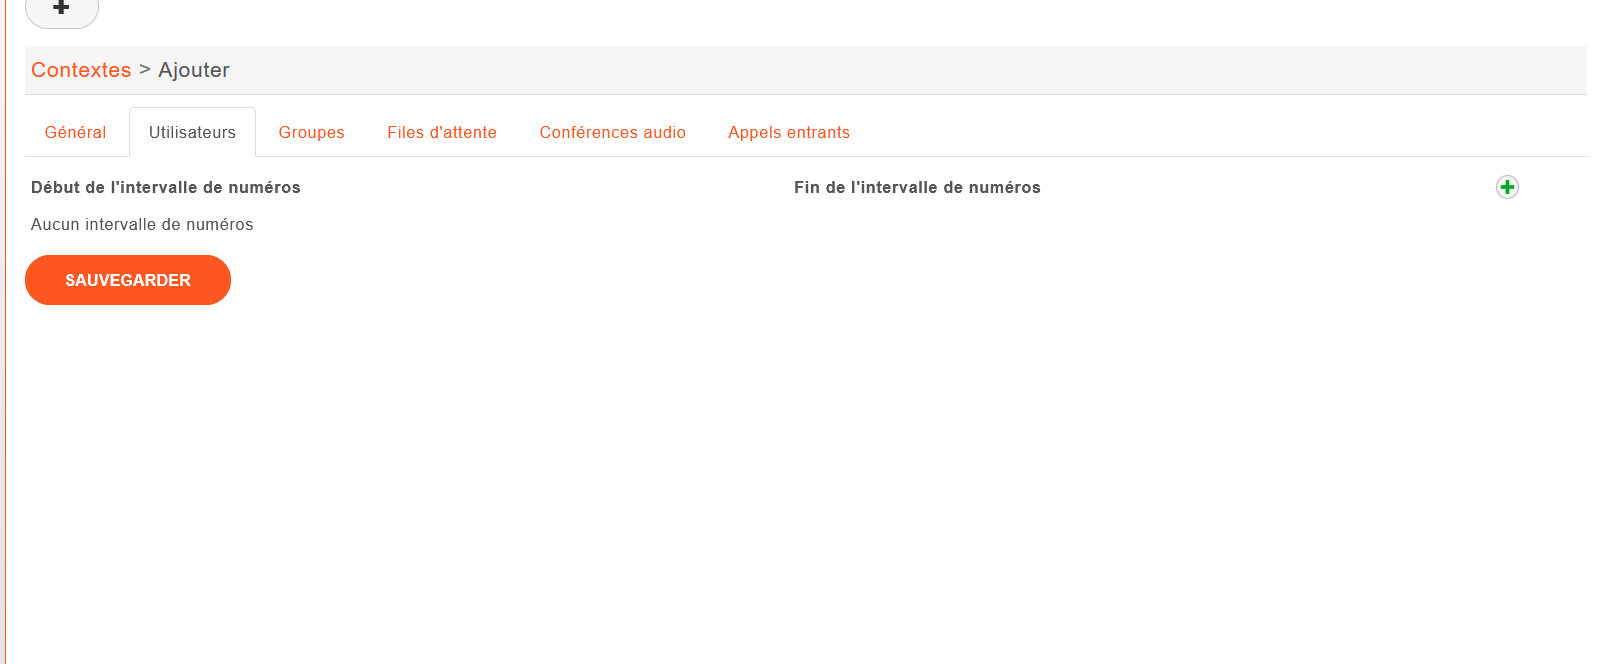 Contextes > Ajouter
Général Utilisateurs Groupes Files d'attente Conférences audio Appels entrants
Début de l'intervalle de numéros Fin de l'intervalle de numéros
Aucun intervalle de numéros
SAUVEGARDER